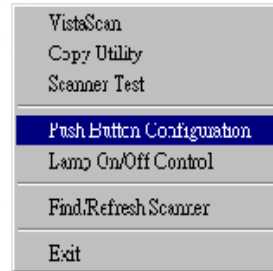 VistaScan
Copy Utility
Scanner Test
Push Button Configuration
Lamp On/Off Control
Find/Refresh Scanner
Exit